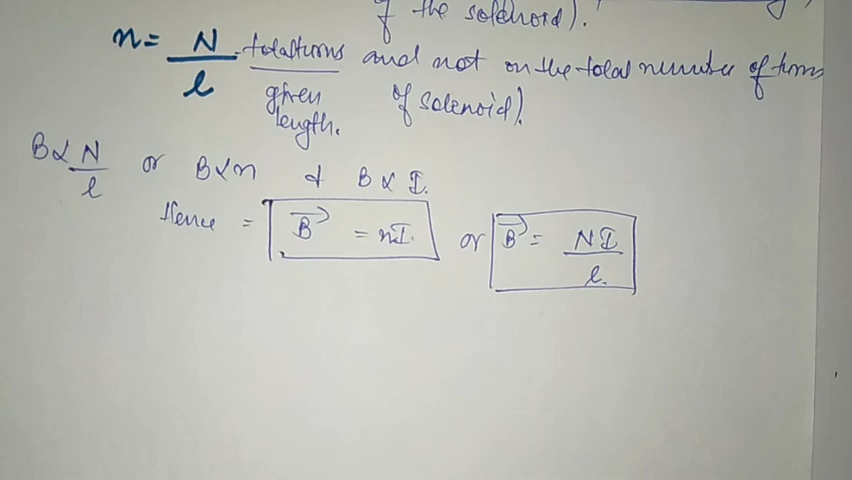 of the solenoid).
n = N/l total turns and not on the total number of turns
given length. of solenoid).
B ∝ N/l or B ∝ n & B ∝ I.
Hence = B⃗ = nI. or B⃗ = NI/l.